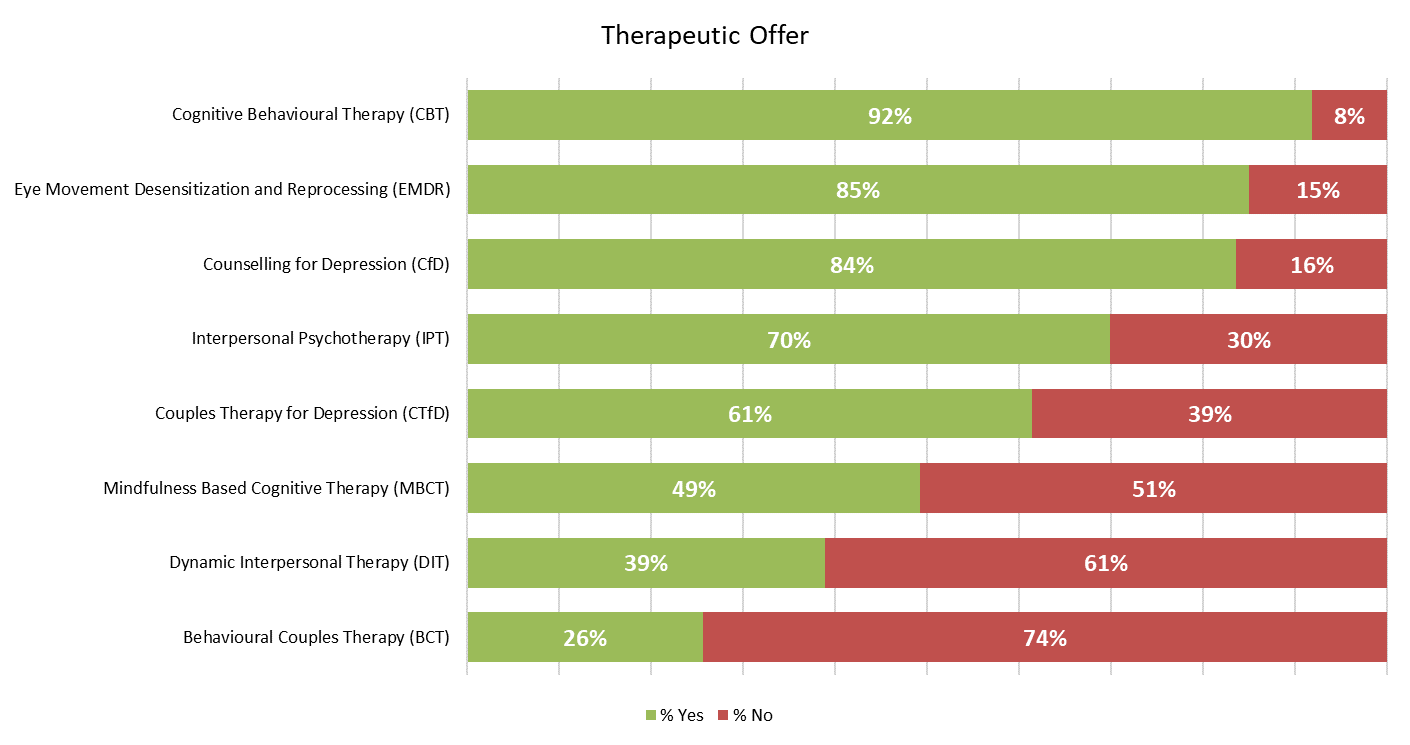 Therapeutic Offer
Cognitive Behavioural Therapy (CBT) 92% 8%
Eye Movement Desensitization and Reprocessing (EMDR) 85% 15%
Counselling for Depression (CfD) 84% 16%
Interpersonal Psychotherapy (IPT) 70% 30%
Couples Therapy for Depression (CTfD) 61% 39%
Mindfulness Based Cognitive Therapy (MBCT) 49% 51%
Dynamic Interpersonal Therapy (DIT) 39% 61%
Behavioural Couples Therapy (BCT) 26% 74%
% Yes % No